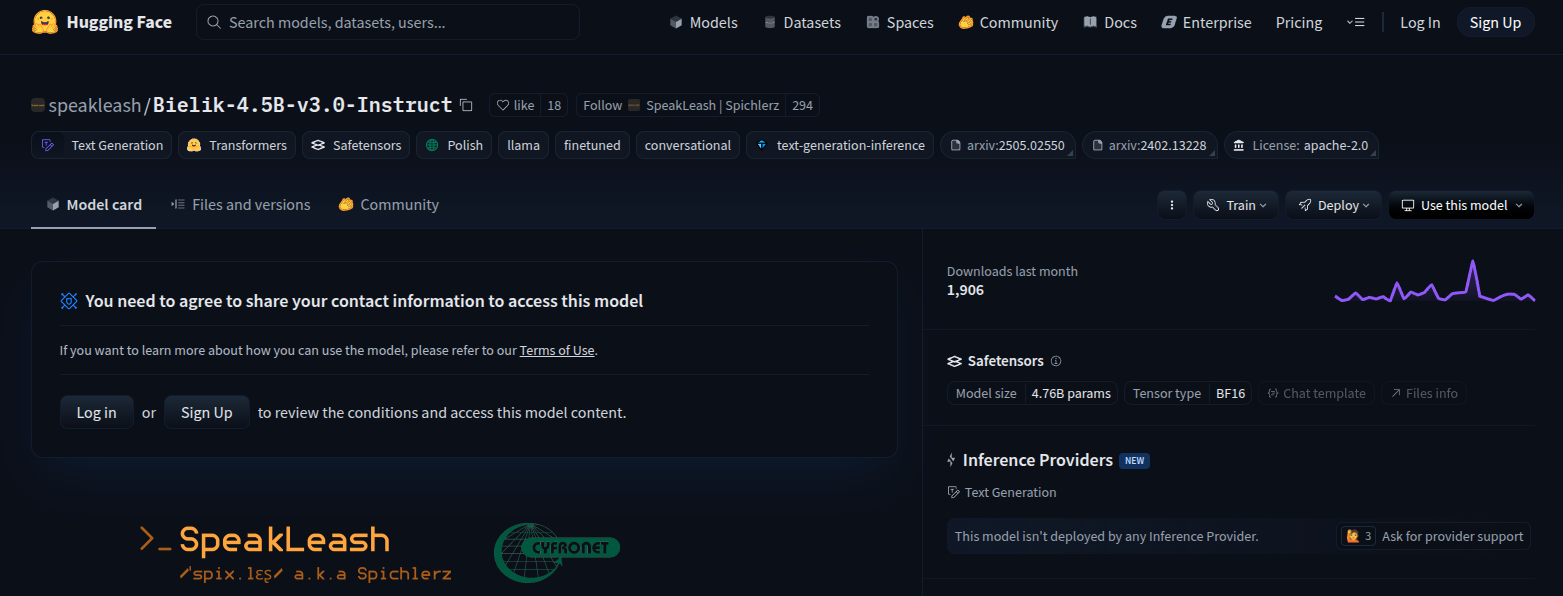 Hugging Face Search models, datasets, users... Models Datasets Spaces Community Docs Enterprise Pricing Log In Sign Up
speakleash/Bielik-4.5B-v3.0-Instruct like 18 Follow SpeakLeash | Spichlerz 294
Text Generation Transformers Safetensors Polish llama finetuned conversational text-generation-inference arxiv:2505.02550 arxiv:2402.13228 License: apache-2.0
Model card Files and versions Community Train Deploy Use this model
You need to agree to share your contact information to access this model
If you want to learn more about how you can use the model, please refer to our Terms of Use.
Log in or Sign Up to review the conditions and access this model content.
>_SpeakLeash
/ˈspix.lɛʂ/ a.k.a Spichlerz
CYFRONET
Downloads last month
1,906
Safetensors
Model size 4.76B params Tensor type BF16 Chat template Files info
Inference Providers NEW
Text Generation
This model isn't deployed by any Inference Provider. 3 Ask for provider support